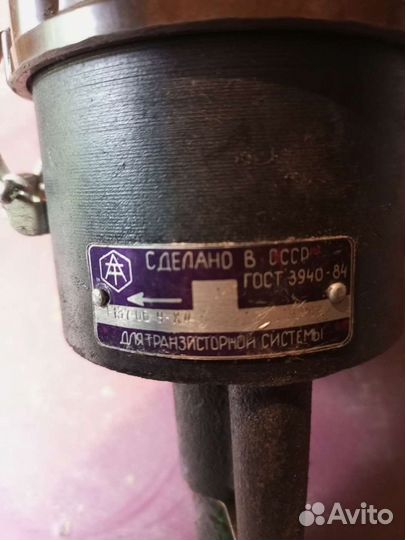 СДЕЛАНО В СССР
ГОСТ 3940-84
ДЛЯ ТРАНЗИСТОРНОЙ СИСТЕМЫ
Avito